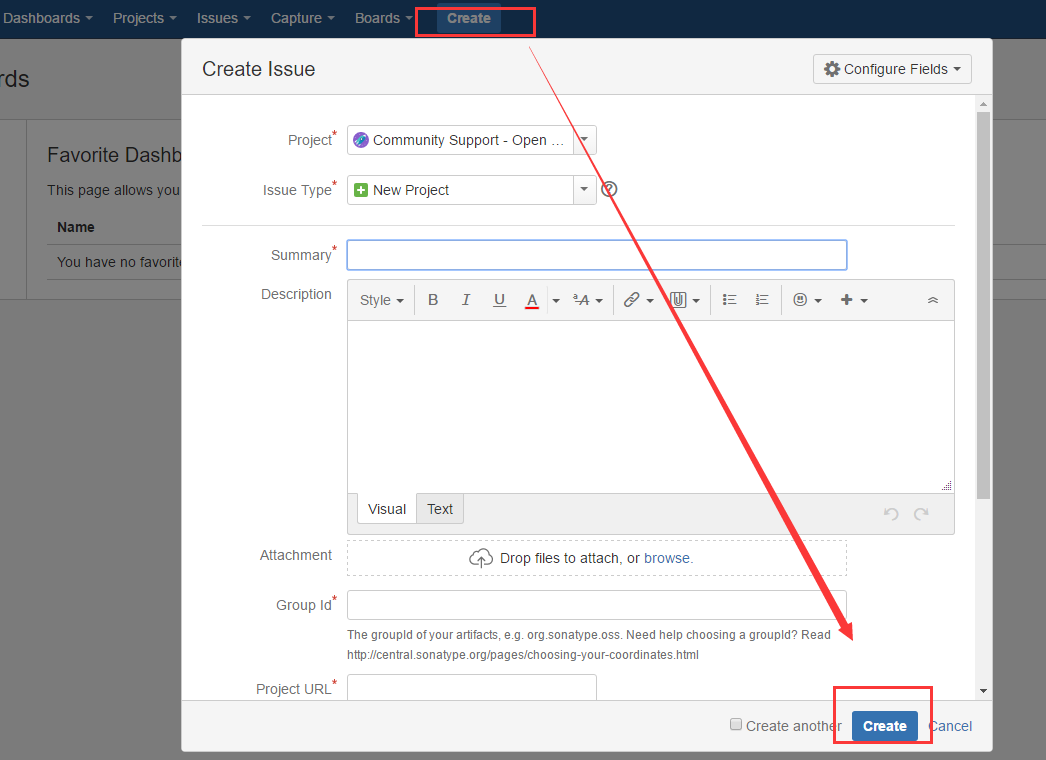 Dashboards Projects Issues Capture Boards Create
rds
Create Issue Configure Fields
Project* Community Support - Open ...
Favorite Dashb
This page allows you
Issue Type* New Project
Name
Summary*
You have no favorite
Description Style B I U A ªA
Visual Text
Attachment Drop files to attach, or browse.
Group Id*
The groupId of your artifacts, e.g. org.sonatype.oss. Need help choosing a groupId? Read
http://central.sonatype.org/pages/choosing-your-coordinates.html
Project URL*
Create another Create Cancel